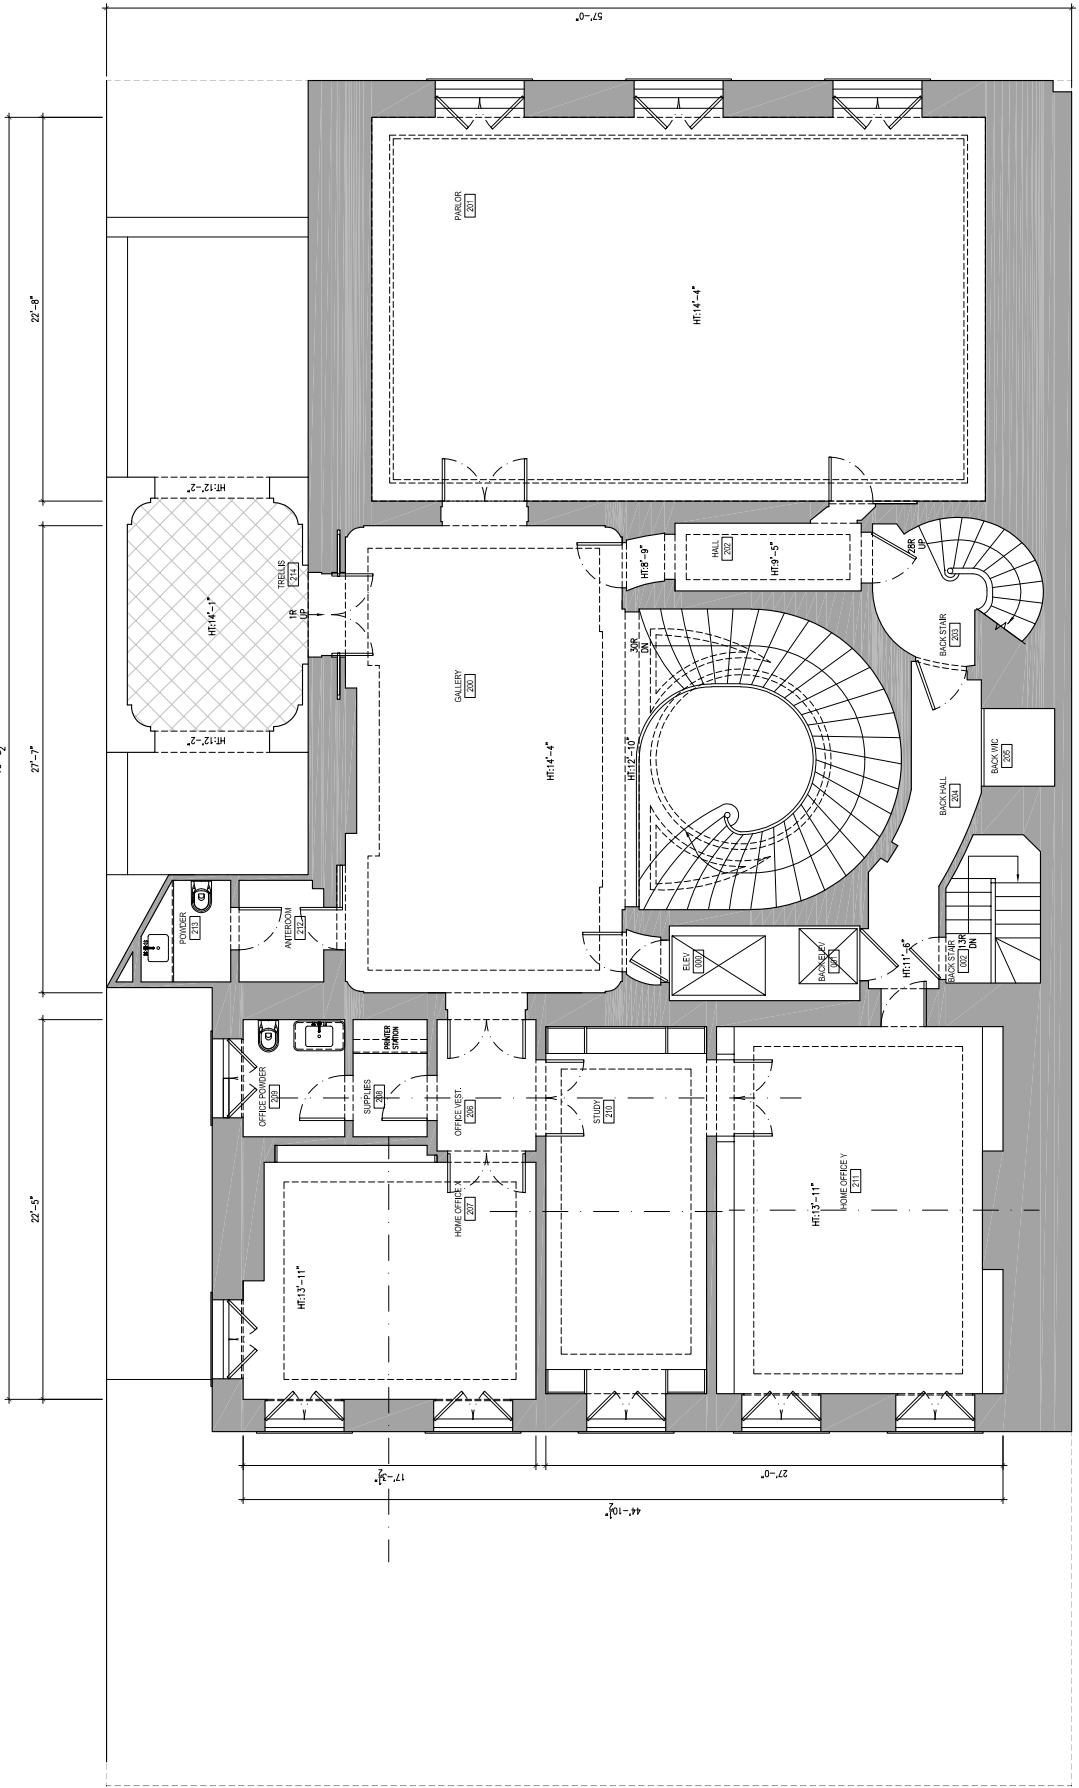 57'-0"
22'-8"
27'-7"
22'-5"
PARLOR
201
HT:14'-4"
HT:12'-2"
TRELLIS
214
HT:14'-1"
1R
UP
HT:12'-2"
HALL
202
HT:9'-5"
HT:8'-9"
28R
UP
BACK STAIR
203
GALLERY
200
HT:14'-4"
30R
DN
HT:12'-10"
BACK HALL
204
BACK WIC
205
POWDER
213
ANTEROOM
212
ELEV
000
BACK ELEV
001
HT:11'-6"
BACK STAIR
002
13R
DN
OFFICE POWDER
209
PRINTER
STATION
SUPPLIES
208
OFFICE VEST.
206
STUDY
210
HOME OFFICE X
207
HT:13'-11"
HOME OFFICE Y
211
HT:13'-11"
17'-3½"
27'-0"
44'-10½"